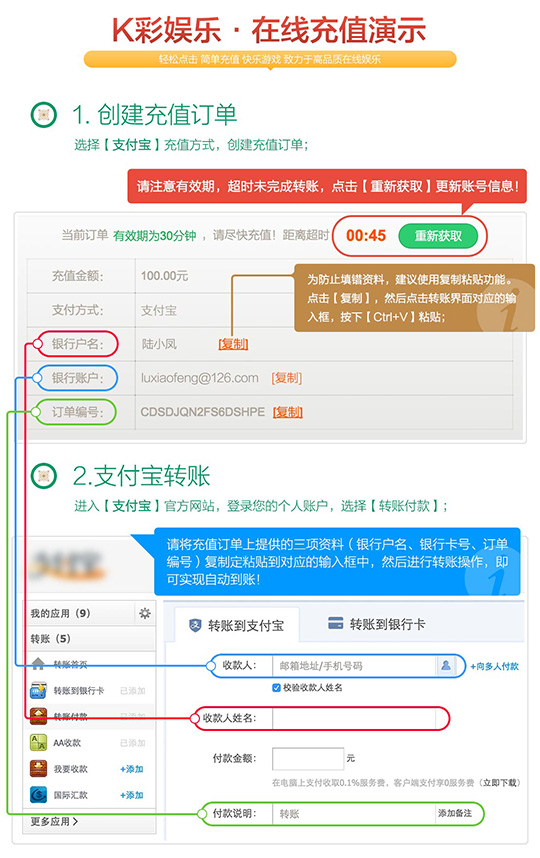 K彩娱乐 · 在线充值演示
轻松点击 简单充值 快乐游戏 致力于高品质在线娱乐
1. 创建充值订单
选择【支付宝】充值方式，创建充值订单；
请注意有效期，超时未完成转账，点击【重新获取】更新账号信息！
当前订单 有效期为30分钟 ，请尽快充值！距离超时 00:45 重新获取
充值金额： 100.00元
为防止填错资料，建议使用复制粘贴功能。
点击【复制】，然后点击转账界面对应的输
入框，按下【Ctrl+V】粘贴；
支付方式： 支付宝
银行户名： 陆小凤 [复制]
银行账户： luxiaofeng@126.com [复制]
订单编号： CDSDJQN2FS6DSHPE [复制]
2.支付宝转账
进入【支付宝】官方网站，登录您的个人账户，选择【转账付款】；
请将充值订单上提供的三项资料（银行户名、银行卡号、订单
编号）复制定粘贴到对应的输入框中，然后进行转账操作，即
可实现自动到账！
我的应用（9）
转账（5）
转账首页
转账到银行卡 已添加
转账付款 已添加
AA收款 已添加
我要收款 +添加
国际汇款 +添加
更多应用 >
转账到支付宝 转账到银行卡
收款人： 邮箱地址/手机号码 +向多人付款
校验收款人姓名
收款人姓名：
付款金额： 元
在电脑上支付收取0.1%服务费，客户端支付享0服务费（立即下载）
付款说明： 转账 添加备注